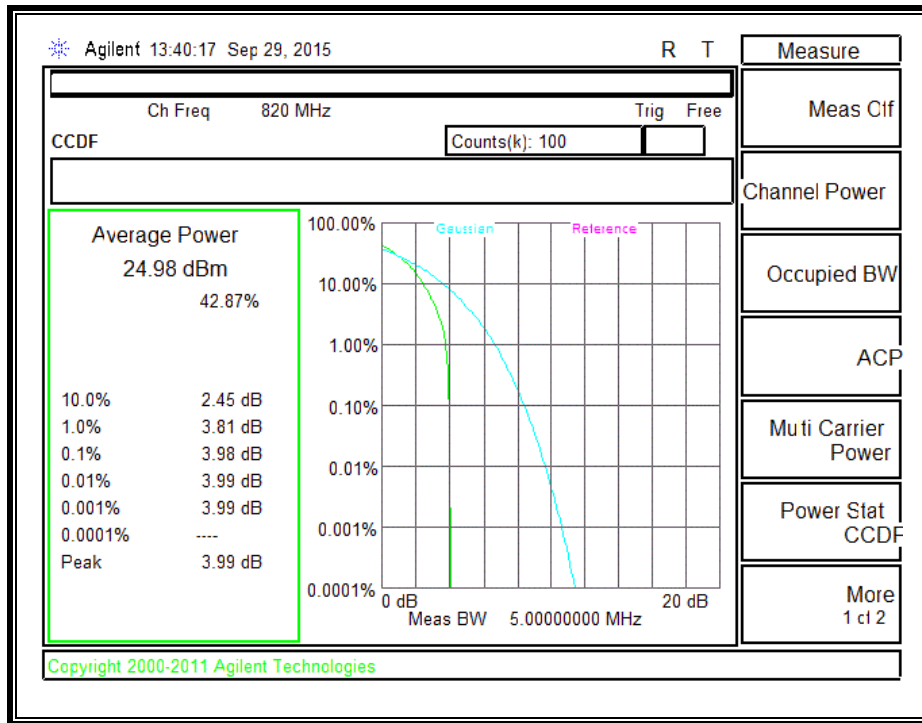 Agilent 13:40:17 Sep 29, 2015 R T
Ch Freq 820 MHz Trig Free
CCDF Counts(k): 100
Average Power
24.98 dBm
42.87%
10.0% 2.45 dB
1.0% 3.81 dB
0.1% 3.98 dB
0.01% 3.99 dB
0.001% 3.99 dB
0.0001% ----
Peak 3.99 dB
Gaussian Reference
100.00%
10.00%
1.00%
0.10%
0.01%
0.001%
0.0001%
0 dB 20 dB
Meas BW 5.00000000 MHz
Measure
Meas Off
Channel Power
Occupied BW
ACP
Multi Carrier
Power
Power Stat
CCDF
More
1 of 2
Copyright 2000-2011 Agilent Technologies